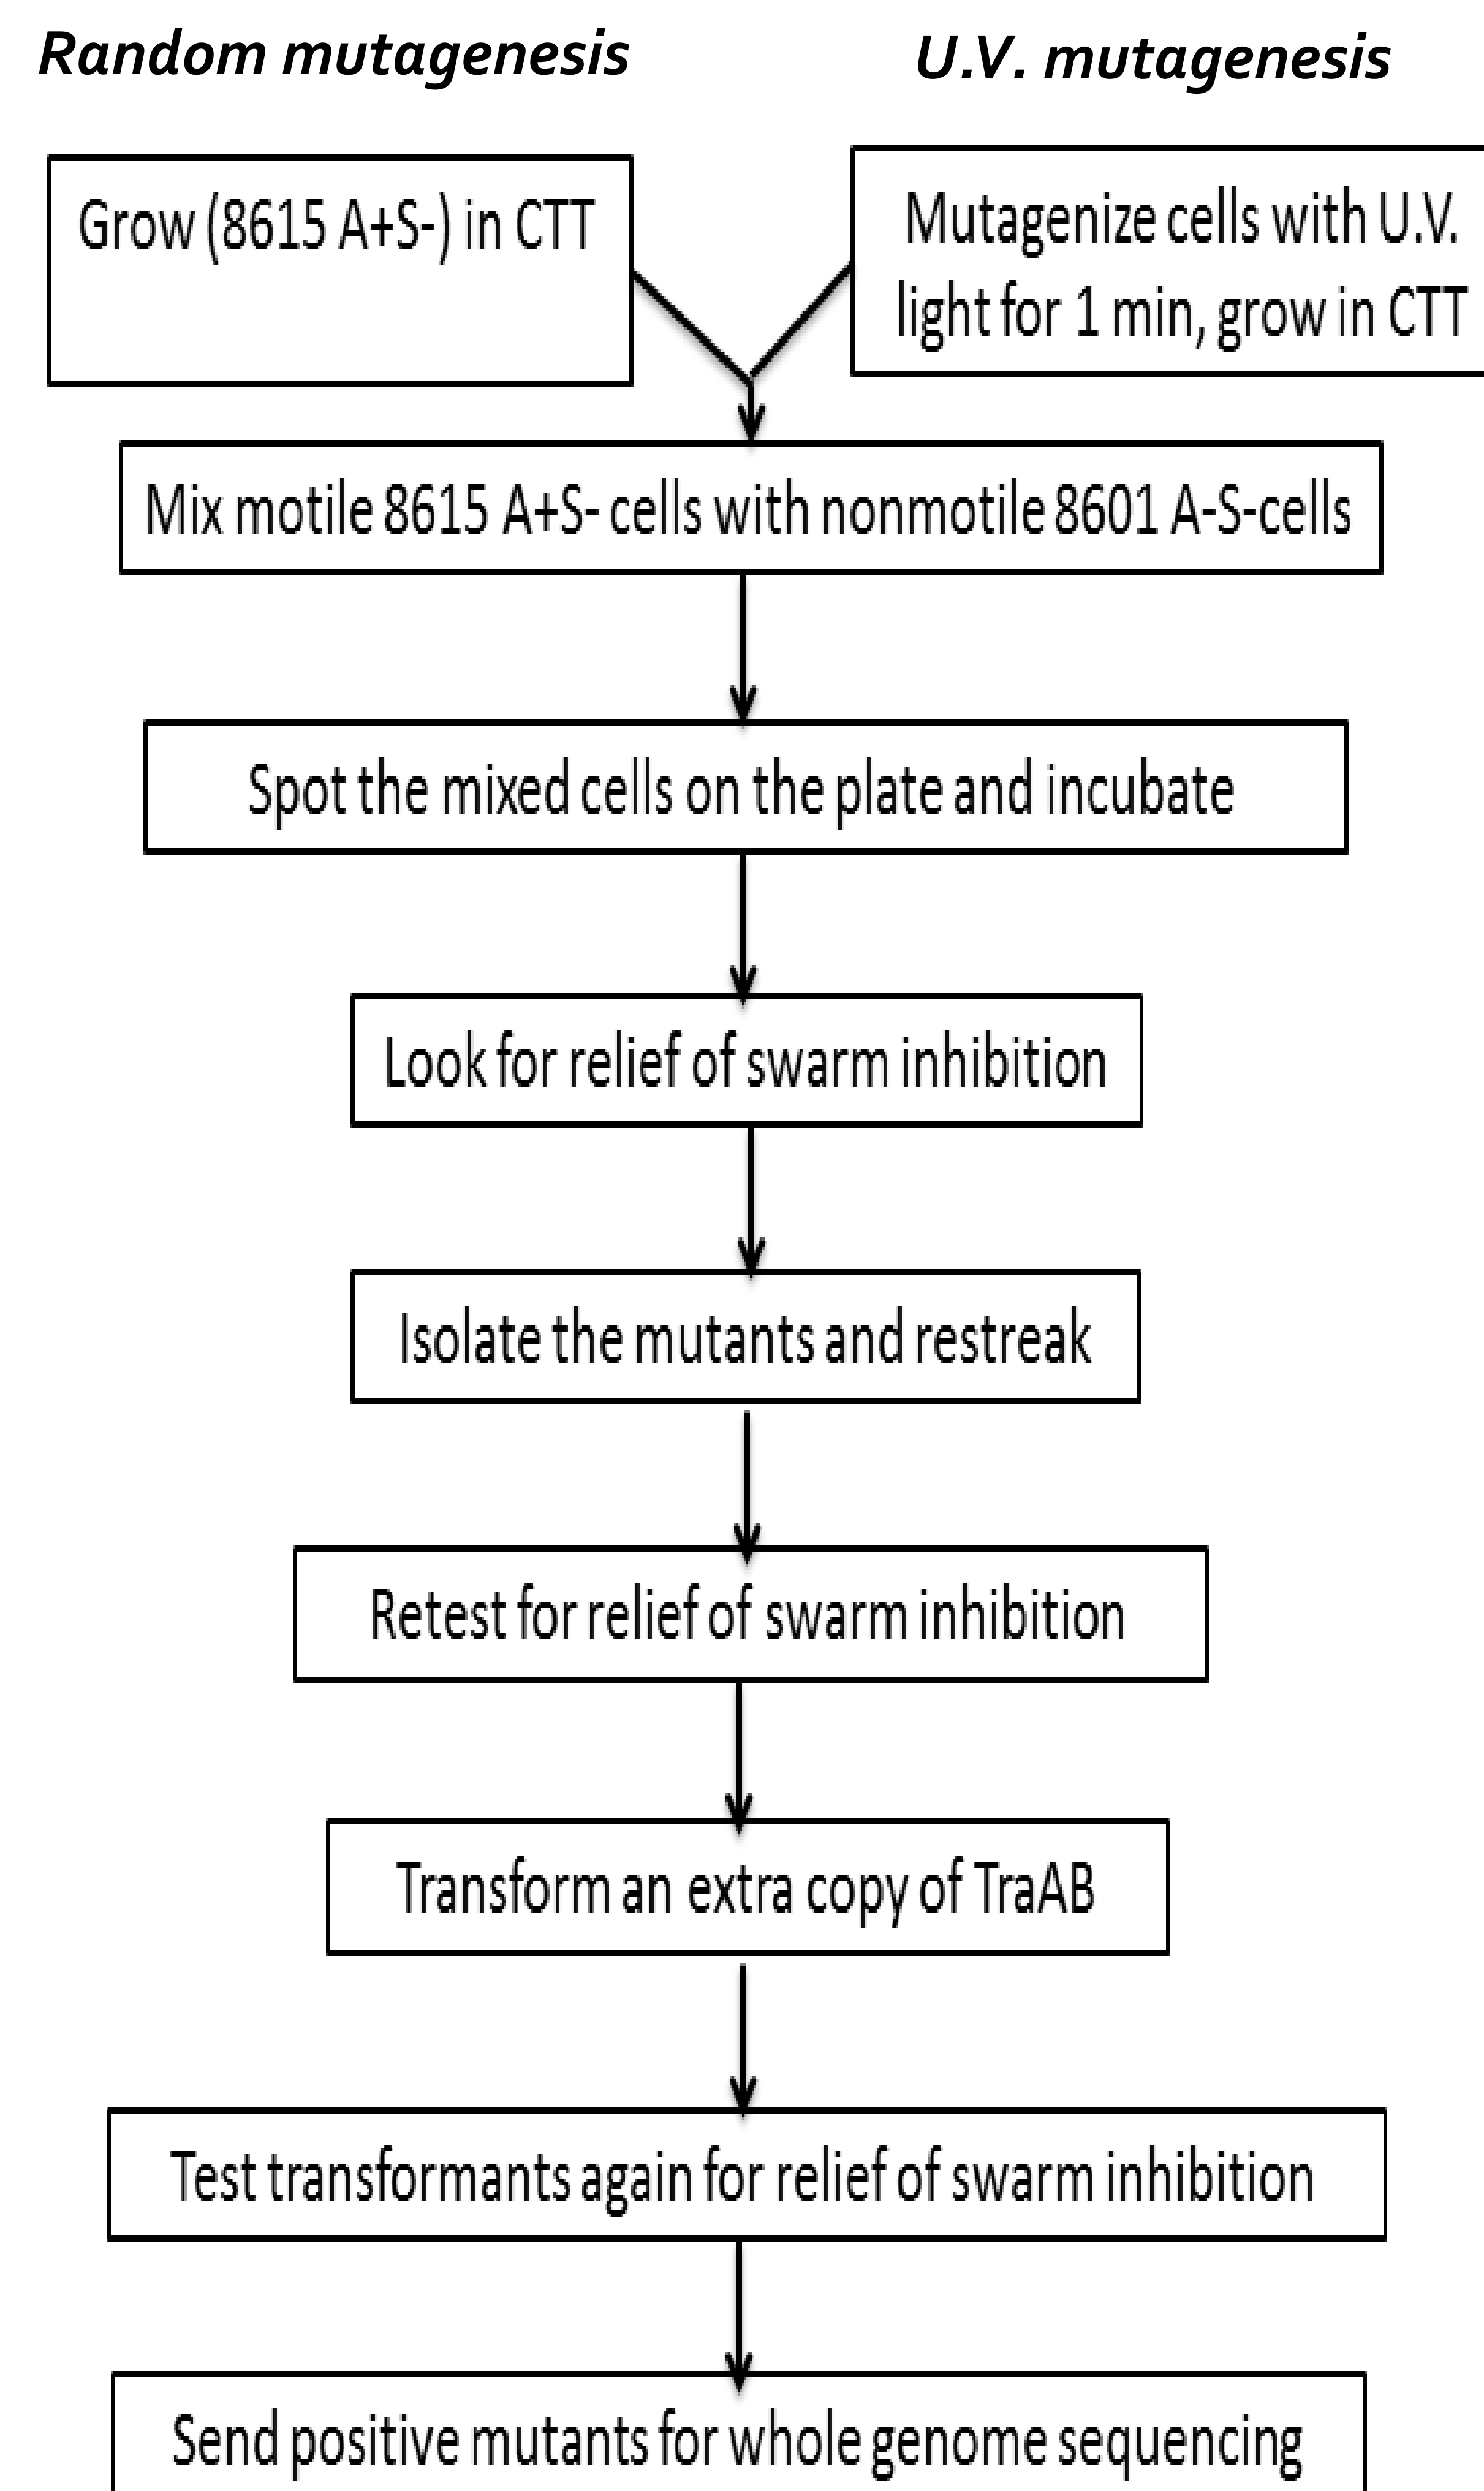 Random mutagenesis
U.V. mutagenesis
Grow (8615 A+S-) in CTT
Mutagenize cells with U.V.
light for 1 min, grow in CTT
Mix motile 8615 A+S- cells with nonmotile 8601 A-S-cells
Spot the mixed cells on the plate and incubate
Look for relief of swarm inhibition
Isolate the mutants and restreak
Retest for relief of swarm inhibition
Transform an extra copy of TraAB
Test transformants again for relief of swarm inhibition
Send positive mutants for whole genome sequencing